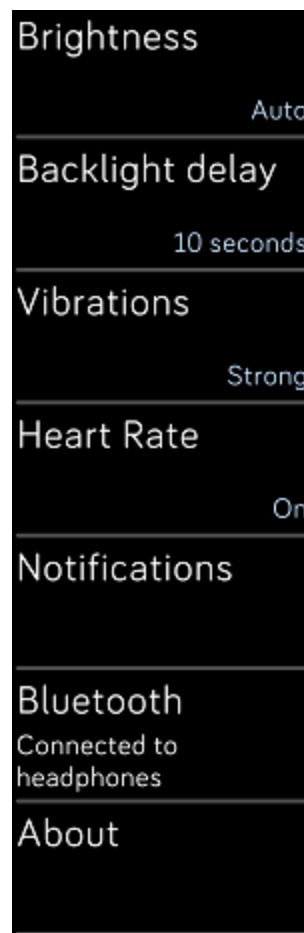 Brightness
Auto
Backlight delay
10 seconds
Vibrations
Strong
Heart Rate
On
Notifications
Bluetooth
Connected to
headphones
About